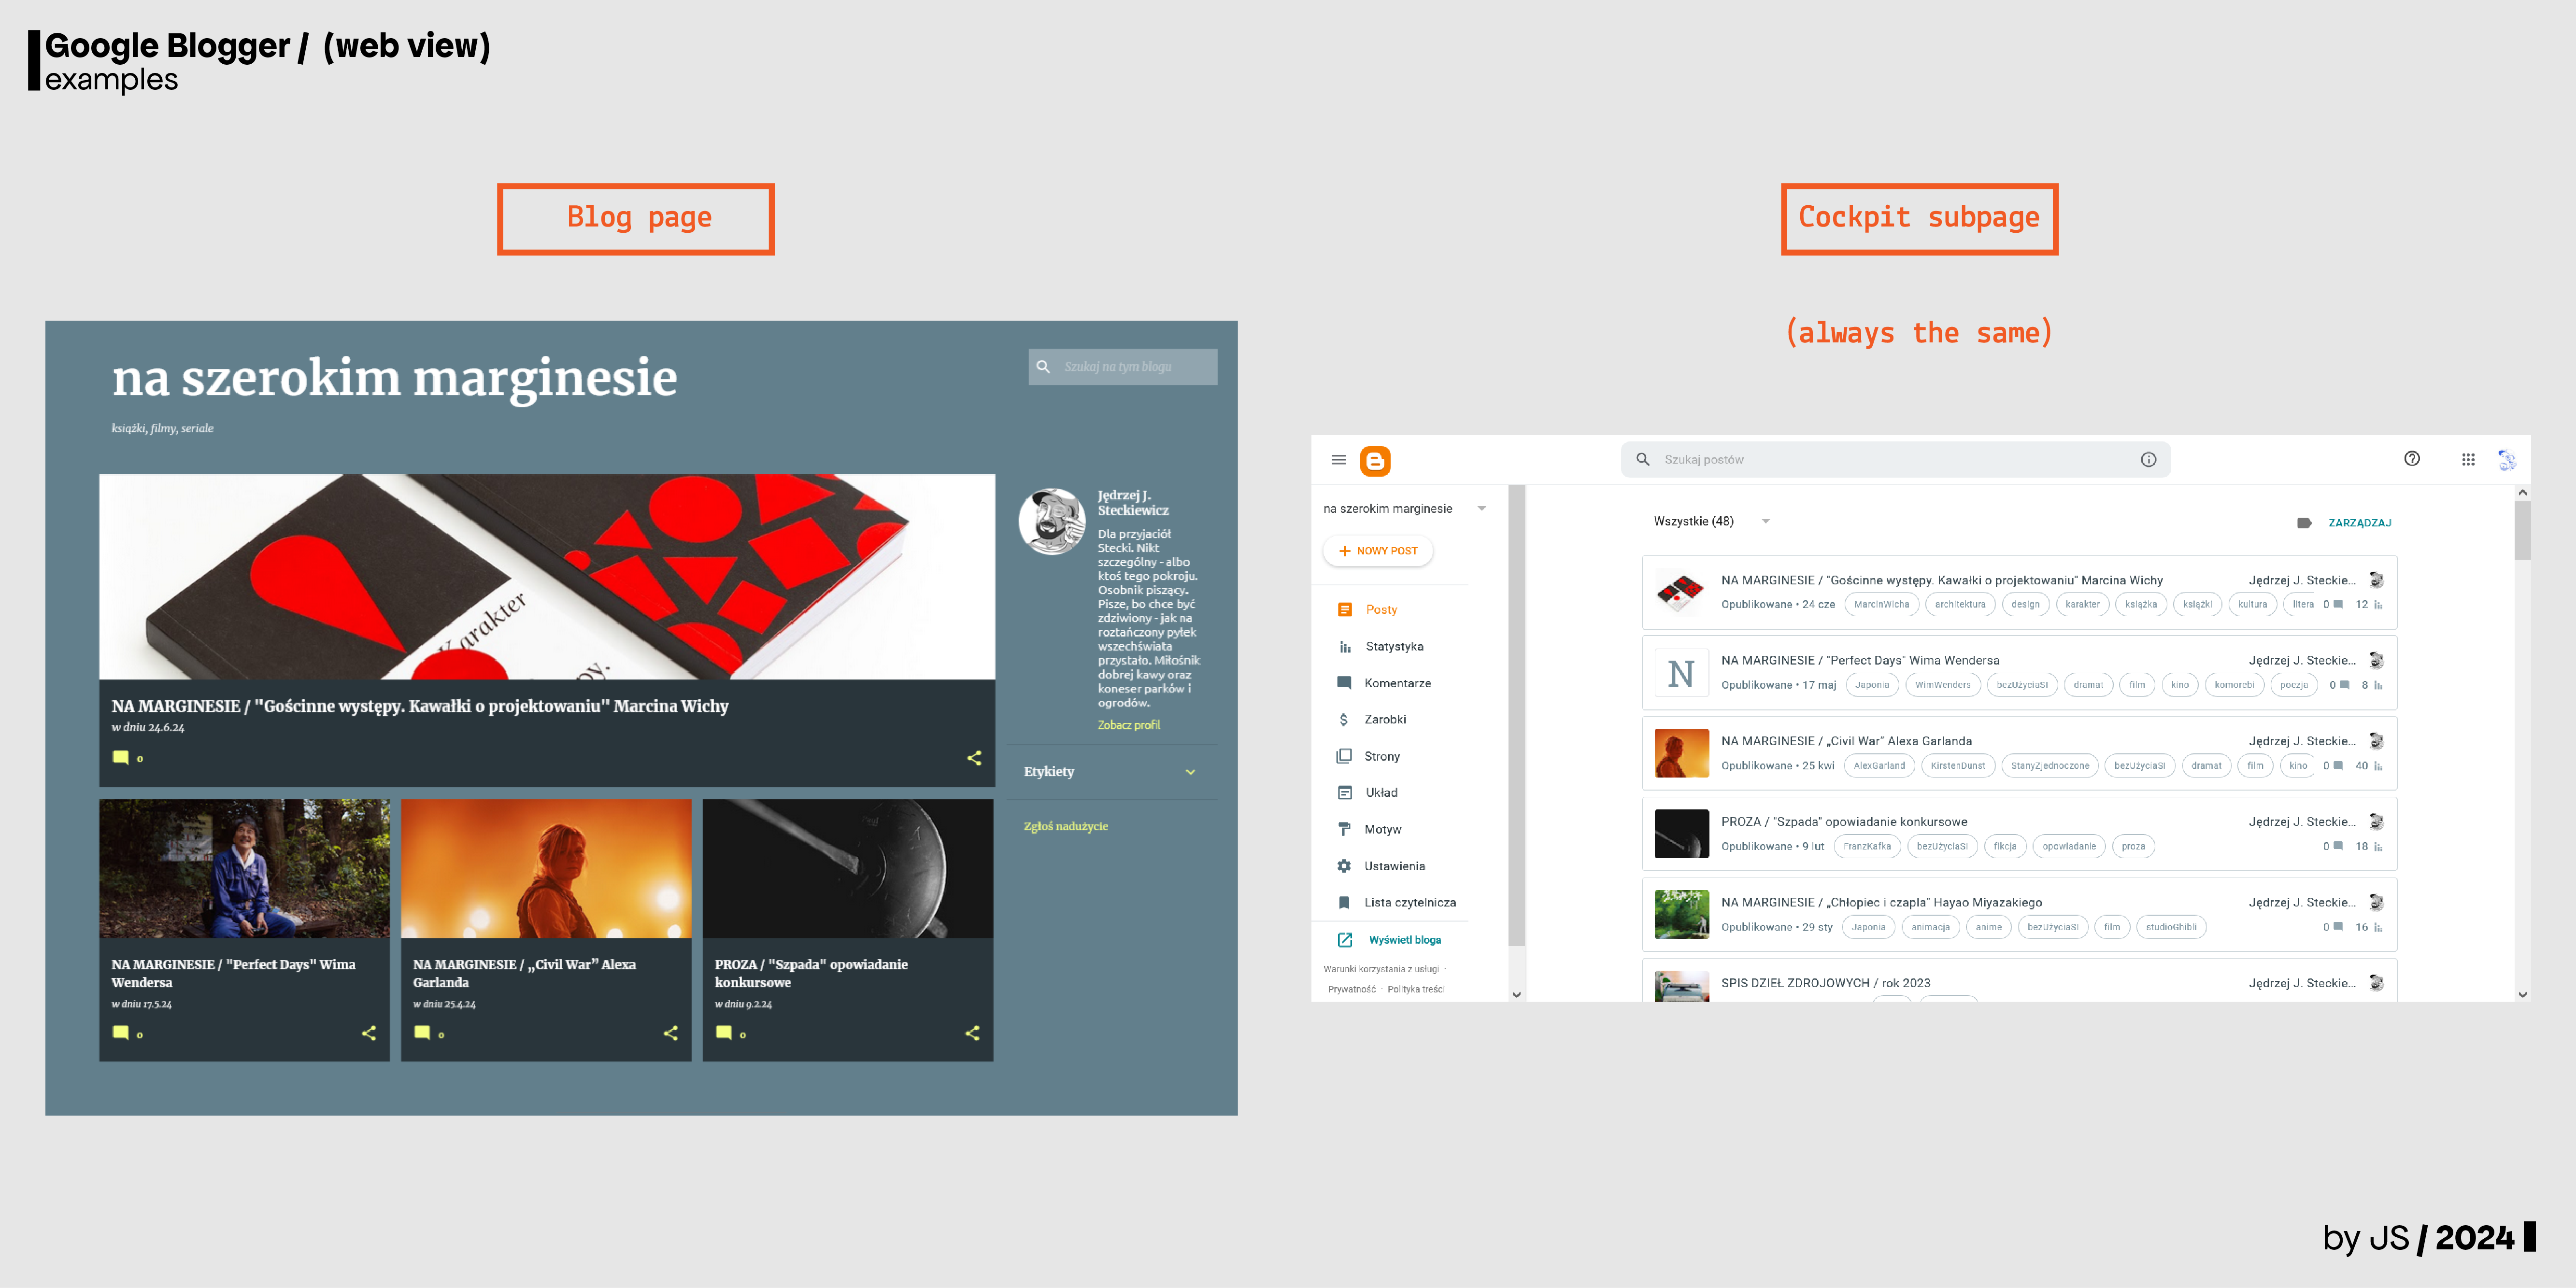 Google Blogger / (web view)
examples
Blog page
Cockpit subpage
(always the same)
na szerokim marginesie
Szukaj na tym blogu
książki, filmy, seriale
Karakter
py.
Jędrzej J.
Steckiewicz
Dla przyjaciół
Stecki. Nikt
szczególny - albo
ktoś tego pokroju.
Osobnik piszący.
Pisze, bo chce być
zdziwiony - jak na
roztańczony pyłek
wszechświata
przystało. Miłośnik
dobrej kawy oraz
koneser parków i
ogrodów.
Zobacz profil
Etykiety
Zgłoś nadużycie
NA MARGINESIE / "Gościnne występy. Kawałki o projektowaniu" Marcina Wichy
w dniu 24.6.24
0
NA MARGINESIE / "Perfect Days" Wima
Wendersa
w dniu 17.5.24
0
NA MARGINESIE / „Civil War” Alexa
Garlanda
w dniu 25.4.24
0
PROZA / "Szpada" opowiadanie
konkursowe
w dniu 9.2.24
0
Szukaj postów
na szerokim marginesie
NOWY POST
Posty
Statystyka
Komentarze
Zarobki
Strony
Układ
Motyw
Ustawienia
Lista czytelnicza
Wyświetl bloga
Warunki korzystania z usługi ·
Prywatność · Polityka treści
Wszystkie (48)
ZARZĄDZAJ
NA MARGINESIE / "Gościnne występy. Kawałki o projektowaniu" Marcina Wichy Jędrzej J. Steckie...
Opublikowane • 24 cze MarcinWicha architektura design karakter książka książki kultura litera 0 12
N
NA MARGINESIE / "Perfect Days" Wima Wendersa Jędrzej J. Steckie...
Opublikowane • 17 maj Japonia WimWenders bezUżyciaSI dramat film kino komorebi poezja 0 8
NA MARGINESIE / „Civil War” Alexa Garlanda Jędrzej J. Steckie...
Opublikowane • 25 kwi AlexGarland KirstenDunst StanyZjednoczone bezUżyciaSI dramat film kino 0 40
PROZA / "Szpada" opowiadanie konkursowe Jędrzej J. Steckie...
Opublikowane • 9 lut FranzKafka bezUżyciaSI fikcja opowiadanie proza 0 18
NA MARGINESIE / „Chłopiec i czapla” Hayao Miyazakiego Jędrzej J. Steckie...
Opublikowane • 29 sty Japonia animacja anime bezUżyciaSI film studioGhibli 0 16
SPIS DZIEŁ ZDROJOWYCH / rok 2023 Jędrzej J. Steckie...
by JS / 2024